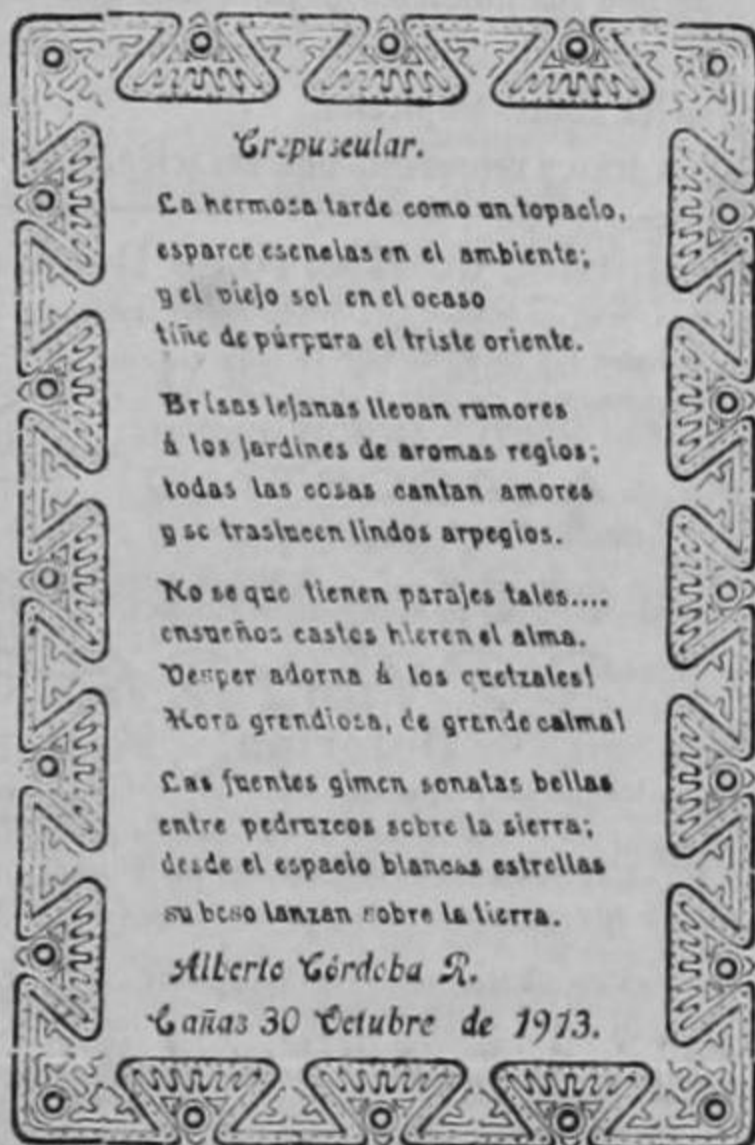 Crepuscular.
La hermosa tarde como un topacio,
esparce esencias en el ambiente;
y el viejo sol en el ocaso
tiñe de púrpura el triste oriente.
Brisas lejanas llevan rumores
á los jardines de aromas regios;
todas las cosas cantan amores
y se traslucen lindos arpegios.
No se que tienen parajes tales....
ensueños castos hieren el alma.
Vesper adorna á los quetzales!
Hora grandiosa, de grande calma!
Las fuentes gimen sonatas bellas
entre pedruzcos sobre la sierra;
desde el espacio blancas estrellas
su beso lanzan sobre la tierra.
Alberto Córdoba R.
Cañas 30 Octubre de 1913.